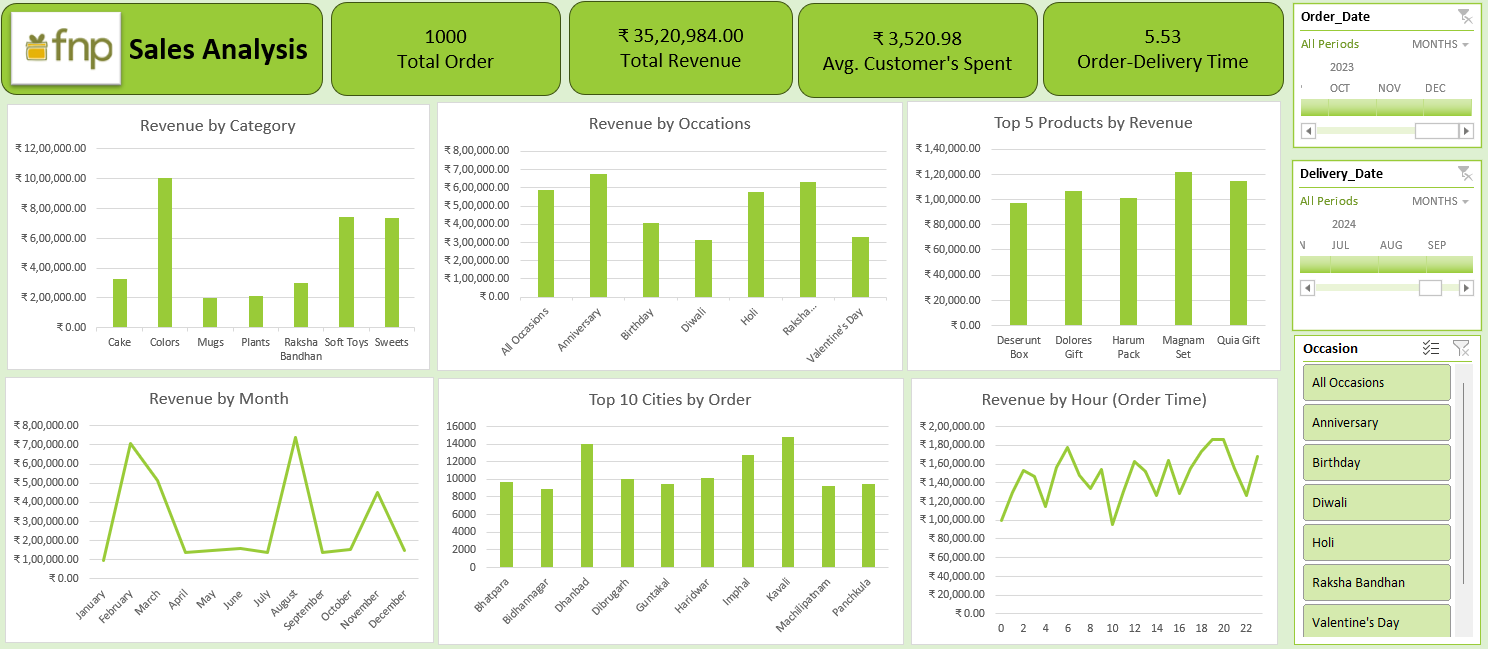 fnp
Sales Analysis
1000
Total Order
₹ 35,20,984.00
Total Revenue
₹ 3,520.98
Avg. Customer's Spent
5.53
Order-Delivery Time
Order_Date
All Periods
MONTHS
2023
OCT NOV DEC
Delivery_Date
All Periods
MONTHS
2024
JUL AUG SEP
Occasion
All Occasions
Anniversary
Birthday
Diwali
Holi
Raksha Bandhan
Valentine's Day
Revenue by Category
₹ 12,00,000.00
₹ 10,00,000.00
₹ 8,00,000.00
₹ 6,00,000.00
₹ 4,00,000.00
₹ 2,00,000.00
₹ 0.00
Cake Colors Mugs Plants Raksha Bandhan Soft Toys Sweets
Revenue by Occations
₹ 8,00,000.00
₹ 7,00,000.00
₹ 6,00,000.00
₹ 5,00,000.00
₹ 4,00,000.00
₹ 3,00,000.00
₹ 2,00,000.00
₹ 1,00,000.00
₹ 0.00
All Occasions Anniversary Birthday Diwali Holi Raksha... Valentine's Day
Top 5 Products by Revenue
₹ 1,40,000.00
₹ 1,20,000.00
₹ 1,00,000.00
₹ 80,000.00
₹ 60,000.00
₹ 40,000.00
₹ 20,000.00
₹ 0.00
Deserunt Box Dolores Gift Harum Pack Magnam Set Quia Gift
Revenue by Month
₹ 8,00,000.00
₹ 7,00,000.00
₹ 6,00,000.00
₹ 5,00,000.00
₹ 4,00,000.00
₹ 3,00,000.00
₹ 2,00,000.00
₹ 1,00,000.00
₹ 0.00
January February March April May June July August September October November December
Top 10 Cities by Order
16000
14000
12000
10000
8000
6000
4000
2000
0
Bhatpara Bidhannagar Dhanbad Dibrugarh Guntakal Haridwar Imphal Kavali Machilipatnam Panchkula
Revenue by Hour (Order Time)
₹ 2,00,000.00
₹ 1,80,000.00
₹ 1,60,000.00
₹ 1,40,000.00
₹ 1,20,000.00
₹ 1,00,000.00
₹ 80,000.00
₹ 60,000.00
₹ 40,000.00
₹ 20,000.00
₹ 0.00
0 2 4 6 8 10 12 14 16 18 20 22